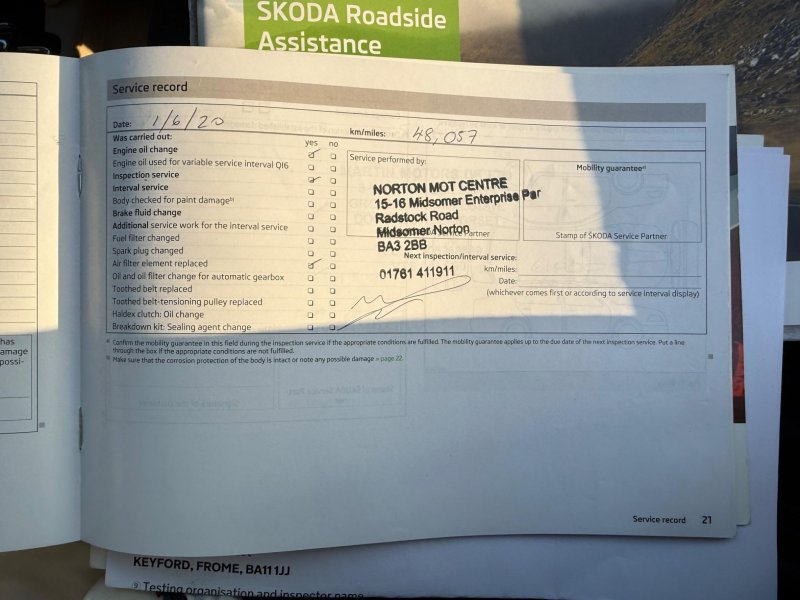 ŠKODA Roadside
Assistance
Service record
Date: 1/6/20
km/miles: 48,057
Was carried out:
yes no
Engine oil change
Engine oil used for variable service interval QI6
Inspection service
Interval service
Body checked for paint damageb)
Brake fluid change
Additional service work for the interval service
Fuel filter changed
Spark plug changed
Air filter element replaced
Oil and oil filter change for automatic gearbox
Toothed belt replaced
Toothed belt-tensioning pulley replaced
Haldex clutch: Oil change
Breakdown kit: Sealing agent change
Service performed by:
NORTON MOT CENTRE
15-16 Midsomer Enterprise Par
Radstock Road
Midsomer Norton
BA3 2BB
01761 411911
Partner
Mobility guaranteea)
Stamp of ŠKODA Service Partner
Next inspection/interval service:
km/miles:
Date:
(whichever comes first or according to service interval display)
a) Confirm the mobility guarantee in this field during the inspection service if the appropriate conditions are fulfilled. The mobility guarantee applies up to the due date of the next inspection service. Put a line
through the box if the appropriate conditions are not fulfilled.
b) Make sure that the corrosion protection of the body is intact or note any possible damage » page 22.
has
amage
possi-
Service record 21
KEYFORD, FROME, BA11 1JJ
9 Testing organisation and inspector name